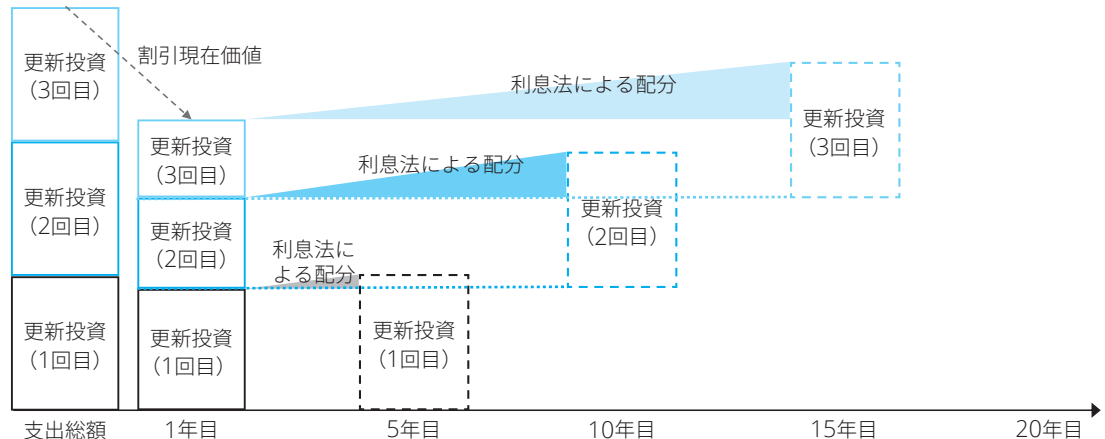 更新投資
（3回目）
割引現在価値
更新投資
（2回目）
更新投資
（1回目）
更新投資
（3回目）
更新投資
（2回目）
更新投資
（1回目）
利息法による配分
利息法による配分
利息法に
よる配分
更新投資
（1回目）
更新投資
（2回目）
更新投資
（3回目）
支出総額
1年目
5年目
10年目
15年目
20年目